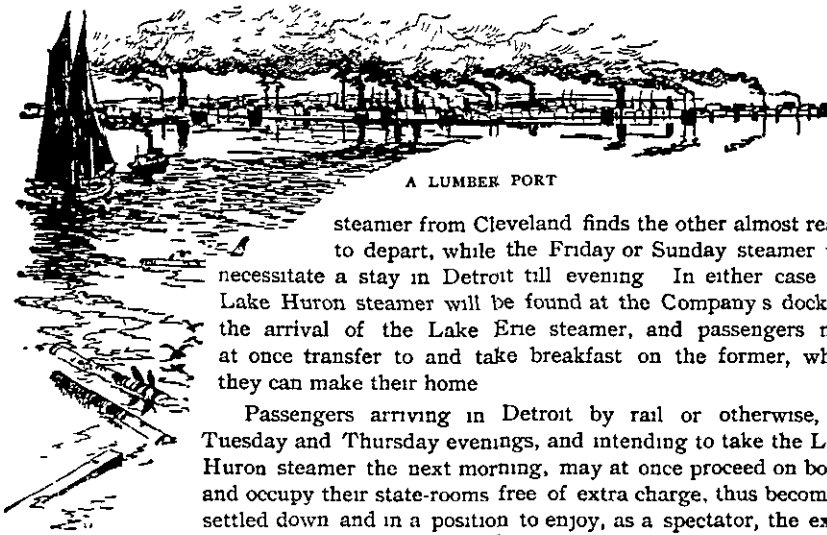 A LUMBER PORT
steamer from Cleveland finds the other almost rea
to depart, while the Friday or Sunday steamer
necessitate a stay in Detroit till evening In either case
Lake Huron steamer will be found at the Company s dock
the arrival of the Lake Erie steamer, and passengers
at once transfer to and take breakfast on the former, wh
they can make their home
Passengers arriving in Detroit by rail or otherwise,
Tuesday and Thursday evenings, and intending to take the L
Huron steamer the next morning, may at once proceed on bo
and occupy their state-rooms free of extra charge, thus becom
settled down and in a position to enjoy, as a spectator, the ex